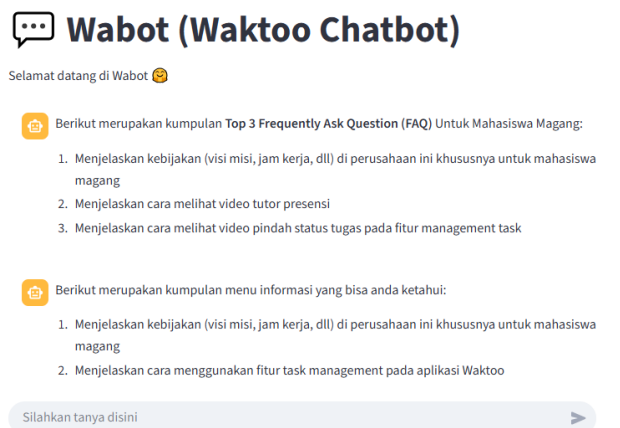 Wabot (Waktoo Chatbot)
Selamat datang di Wabot 🤗
Berikut merupakan kumpulan Top 3 Frequently Ask Question (FAQ) Untuk Mahasiswa Magang:
1. Menjelaskan kebijakan (visi misi, jam kerja, dll) di perusahaan ini khususnya untuk mahasiswa
magang
2. Menjelaskan cara melihat video tutor presensi
3. Menjelaskan cara melihat video pindah status tugas pada fitur management task
Berikut merupakan kumpulan menu informasi yang bisa anda ketahui:
1. Menjelaskan kebijakan (visi misi, jam kerja, dll) di perusahaan ini khususnya untuk mahasiswa
magang
2. Menjelaskan cara menggunakan fitur task management pada aplikasi Waktoo
Silahkan tanya disini